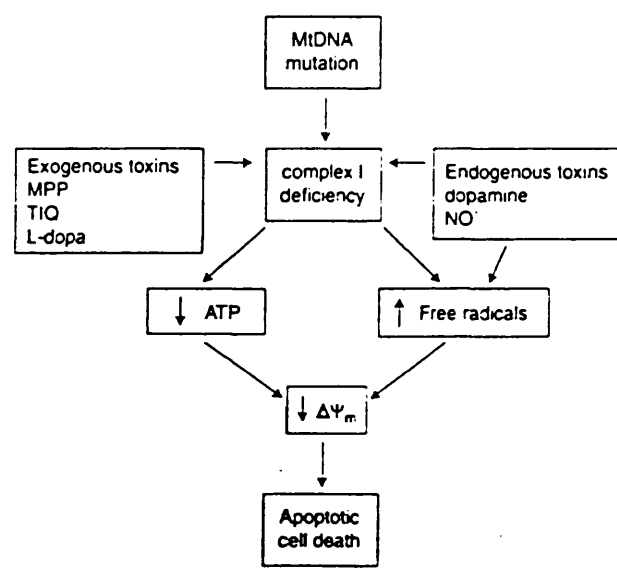 MtDNA
mutation
Exogenous toxins
MPP
TIQ
L-dopa
complex I
deficiency
Endogenous toxins
dopamine
NO˙
↓ ATP
↑ Free radicals
↓ ΔΨm
Apoptotic
cell death